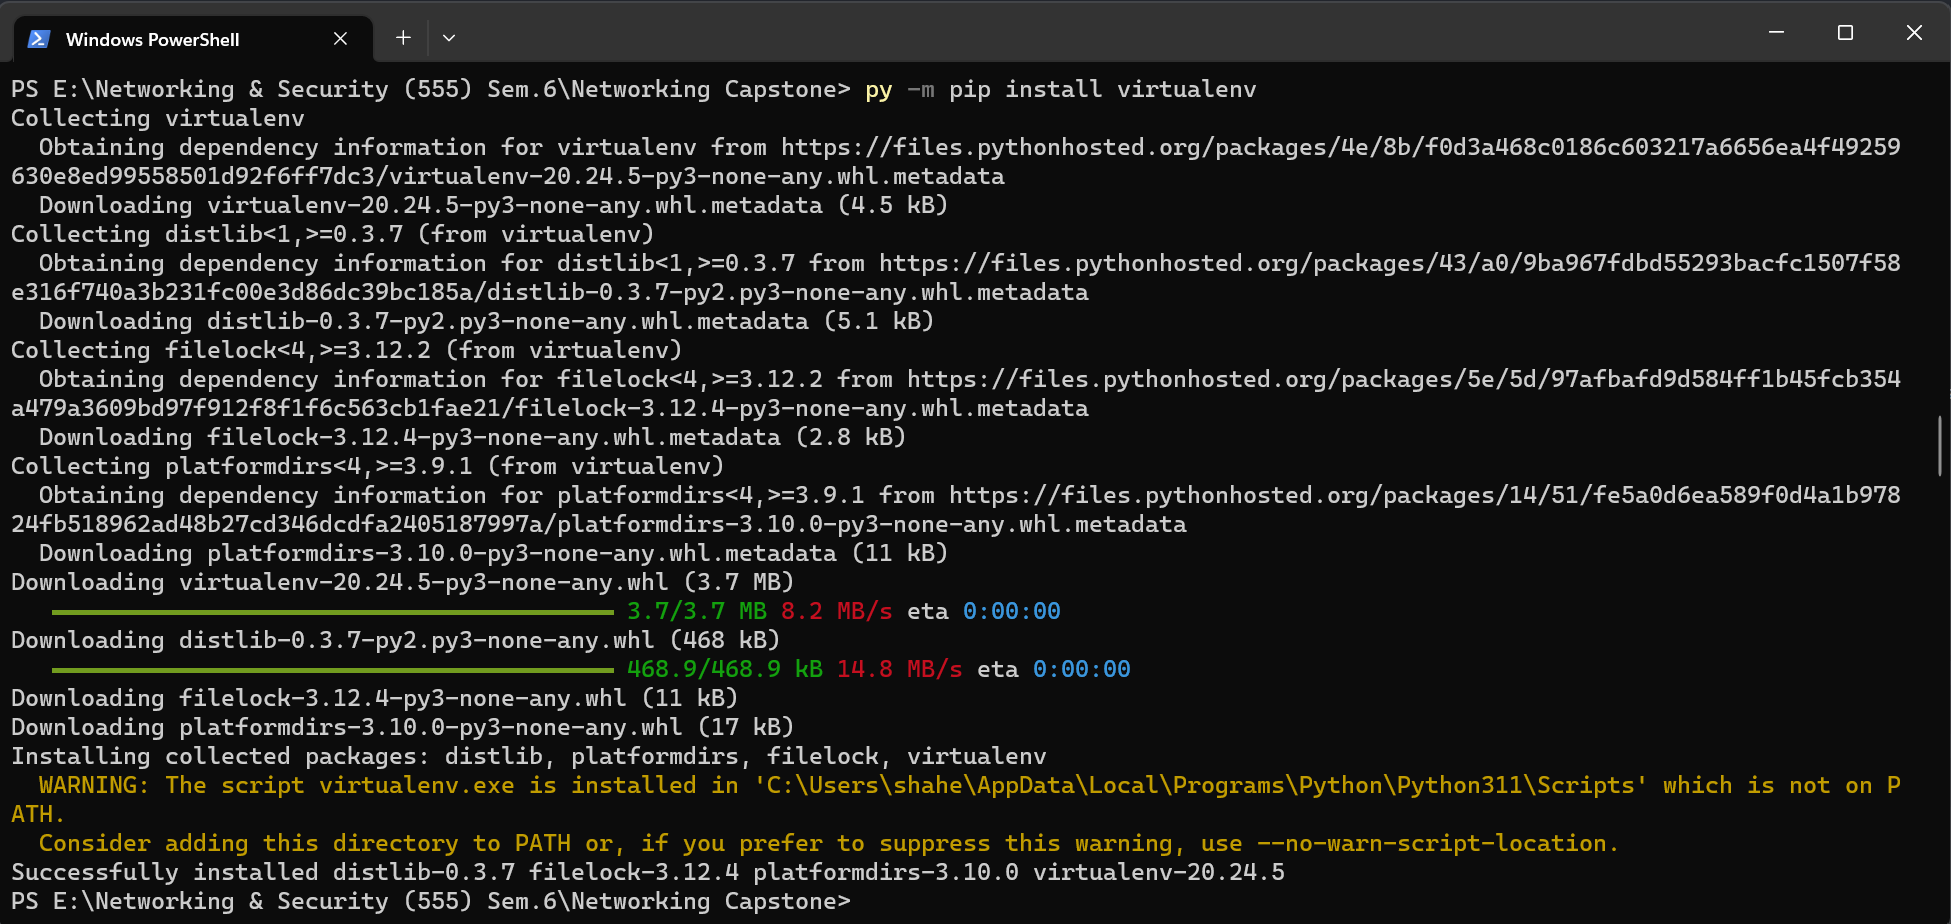 Windows PowerShell
PS E:\Networking & Security (555) Sem.6\Networking Capstone> py -m pip install virtualenv
Collecting virtualenv
  Obtaining dependency information for virtualenv from https://files.pythonhosted.org/packages/4e/8b/f0d3a468c0186c603217a6656ea4f49259
630e8ed99558501d92f6ff7dc3/virtualenv-20.24.5-py3-none-any.whl.metadata
  Downloading virtualenv-20.24.5-py3-none-any.whl.metadata (4.5 kB)
Collecting distlib<1,>=0.3.7 (from virtualenv)
  Obtaining dependency information for distlib<1,>=0.3.7 from https://files.pythonhosted.org/packages/43/a0/9ba967fdbd55293bacfc1507f58
e316f740a3b231fc00e3d86dc39bc185a/distlib-0.3.7-py2.py3-none-any.whl.metadata
  Downloading distlib-0.3.7-py2.py3-none-any.whl.metadata (5.1 kB)
Collecting filelock<4,>=3.12.2 (from virtualenv)
  Obtaining dependency information for filelock<4,>=3.12.2 from https://files.pythonhosted.org/packages/5e/5d/97afbafd9d584ff1b45fcb354
a479a3609bd97f912f8f1f6c563cb1fae21/filelock-3.12.4-py3-none-any.whl.metadata
  Downloading filelock-3.12.4-py3-none-any.whl.metadata (2.8 kB)
Collecting platformdirs<4,>=3.9.1 (from virtualenv)
  Obtaining dependency information for platformdirs<4,>=3.9.1 from https://files.pythonhosted.org/packages/14/51/fe5a0d6ea589f0d4a1b978
24fb518962ad48b27cd346dcdfa2405187997a/platformdirs-3.10.0-py3-none-any.whl.metadata
  Downloading platformdirs-3.10.0-py3-none-any.whl.metadata (11 kB)
Downloading virtualenv-20.24.5-py3-none-any.whl (3.7 MB)
3.7/3.7 MB 8.2 MB/s eta 0:00:00
Downloading distlib-0.3.7-py2.py3-none-any.whl (468 kB)
468.9/468.9 kB 14.8 MB/s eta 0:00:00
Downloading filelock-3.12.4-py3-none-any.whl (11 kB)
Downloading platformdirs-3.10.0-py3-none-any.whl (17 kB)
Installing collected packages: distlib, platformdirs, filelock, virtualenv
  WARNING: The script virtualenv.exe is installed in 'C:\Users\shahe\AppData\Local\Programs\Python\Python311\Scripts' which is not on P
ATH.
  Consider adding this directory to PATH or, if you prefer to suppress this warning, use --no-warn-script-location.
Successfully installed distlib-0.3.7 filelock-3.12.4 platformdirs-3.10.0 virtualenv-20.24.5
PS E:\Networking & Security (555) Sem.6\Networking Capstone>